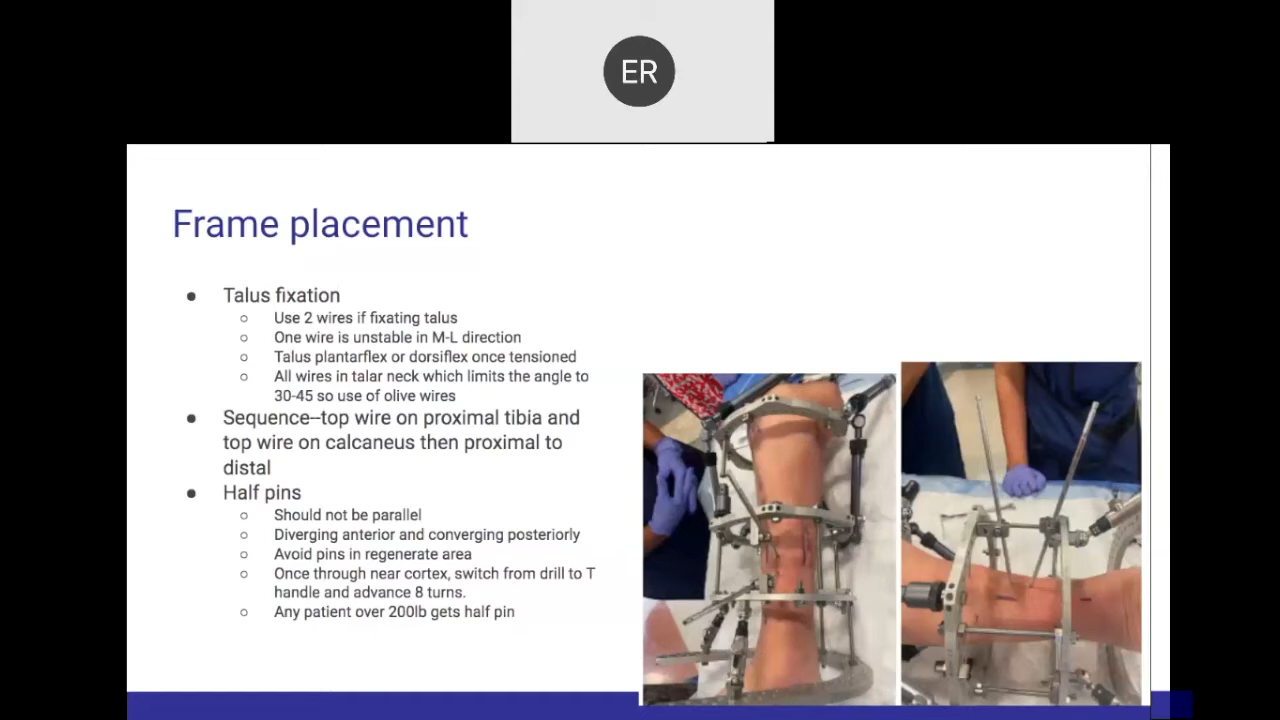 ER
Frame placement
● Talus fixation
○ Use 2 wires if fixating talus
○ One wire is unstable in M-L direction
○ Talus plantarflex or dorsiflex once tensioned
○ All wires in talar neck which limits the angle to
30-45 so use of olive wires
● Sequence--top wire on proximal tibia and
top wire on calcaneus then proximal to
distal
● Half pins
○ Should not be parallel
○ Diverging anterior and converging posteriorly
○ Avoid pins in regenerate area
○ Once through near cortex, switch from drill to T
handle and advance 8 turns.
○ Any patient over 200lb gets half pin